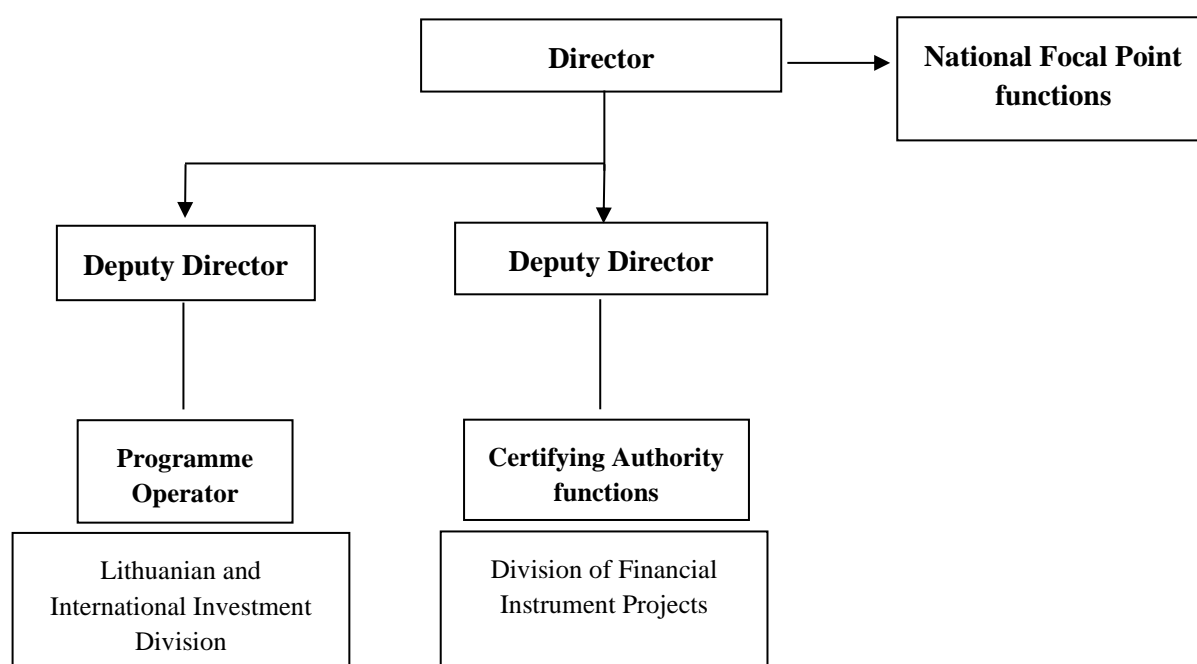 Director
National Focal Point
functions
Deputy Director
Deputy Director
Programme
Operator
Certifying Authority
functions
Lithuanian and
International Investment
Division
Division of Financial
Instrument Projects